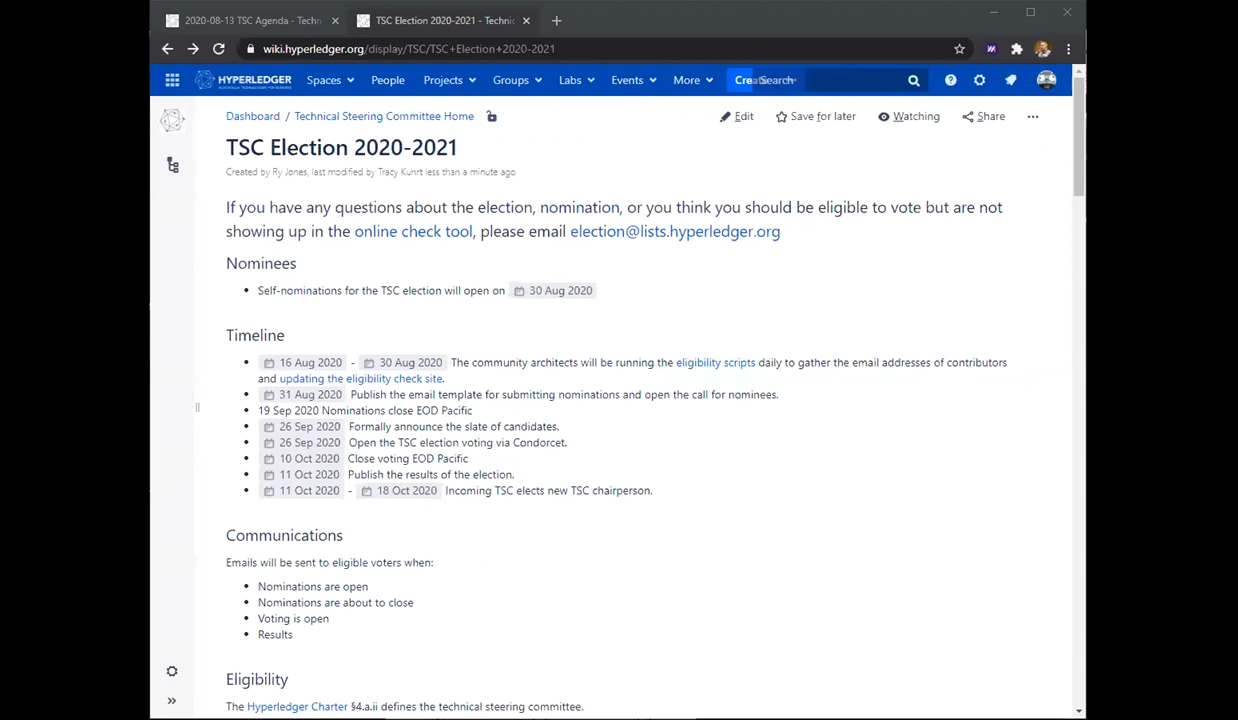 2020-08-13 TSC Agenda - Techn
TSC Election 2020-2021 - Technic
wiki.hyperledger.org/display/TSC/TSC+Election+2020-2021
HYPERLEDGER
Spaces People Projects Groups Labs Events More Search
Dashboard / Technical Steering Committee Home
Edit Save for later Watching Share
TSC Election 2020-2021
Created by Ry Jones, last modified by Tracy Kuhrt less than a minute ago
If you have any questions about the election, nomination, or you think you should be eligible to vote but are not
showing up in the online check tool, please email election@lists.hyperledger.org
Nominees
• Self-nominations for the TSC election will open on 30 Aug 2020
Timeline
• 16 Aug 2020 - 30 Aug 2020 The community architects will be running the eligibility scripts daily to gather the email addresses of contributors
and updating the eligibility check site.
• 31 Aug 2020 Publish the email template for submitting nominations and open the call for nominees.
• 19 Sep 2020 Nominations close EOD Pacific
• 26 Sep 2020 Formally announce the slate of candidates.
• 26 Sep 2020 Open the TSC election voting via Condorcet.
• 10 Oct 2020 Close voting EOD Pacific
• 11 Oct 2020 Publish the results of the election.
• 11 Oct 2020 - 18 Oct 2020 Incoming TSC elects new TSC chairperson.
Communications
Emails will be sent to eligible voters when:
• Nominations are open
• Nominations are about to close
• Voting is open
• Results
Eligibility
The Hyperledger Charter §4.a.ii defines the technical steering committee.